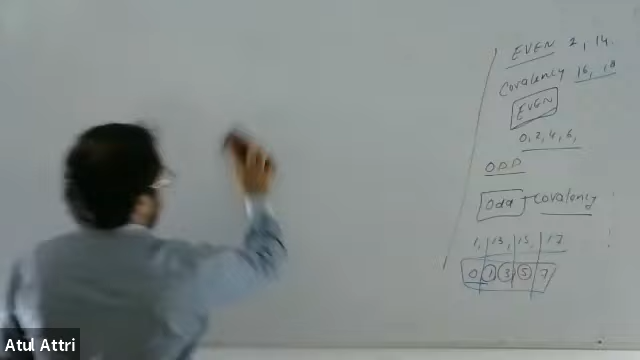 EVEN 2, 14.
Covalency 16, 18
EVEN
0, 2, 4, 6,
ODD
Odd - Covalency
1, 13, 15, 17
0 1 3 5 7
Atul Attri